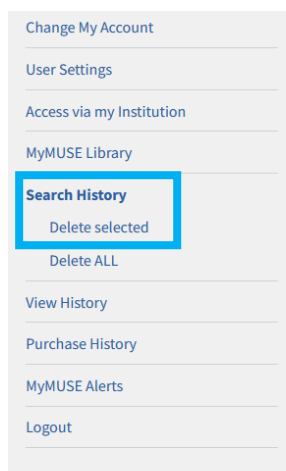 Change My Account
User Settings
Access via my Institution
MyMUSE Library
Search History
Delete selected
Delete ALL
View History
Purchase History
MyMUSE Alerts
Logout